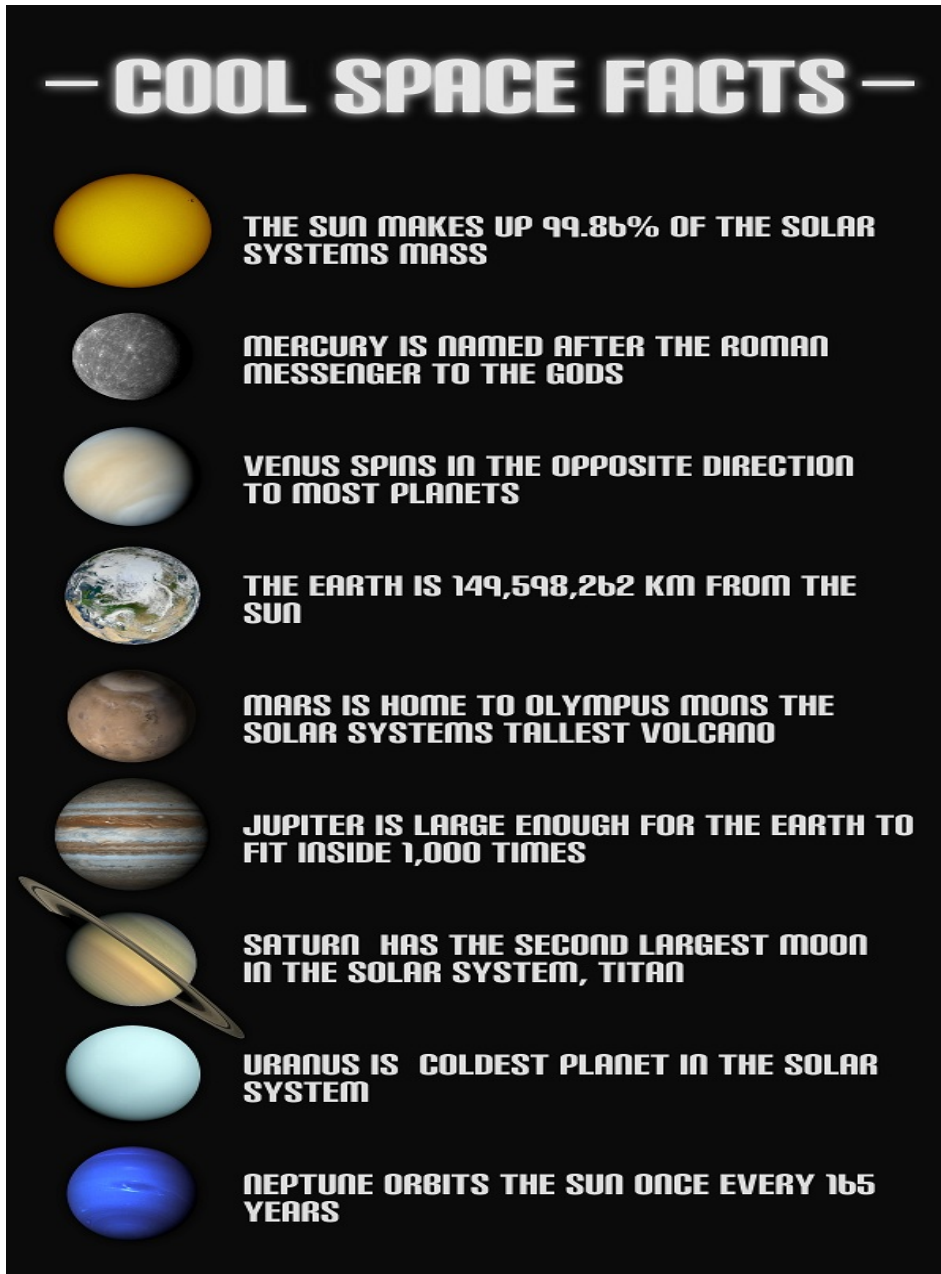 — COOL SPACE FACTS —
THE SUN MAKES UP 99.86% OF THE SOLAR
SYSTEMS MASS
MERCURY IS NAMED AFTER THE ROMAN
MESSENGER TO THE GODS
VENUS SPINS IN THE OPPOSITE DIRECTION
TO MOST PLANETS
THE EARTH IS 149,598,262 KM FROM THE
SUN
MARS IS HOME TO OLYMPUS MONS THE
SOLAR SYSTEMS TALLEST VOLCANO
JUPITER IS LARGE ENOUGH FOR THE EARTH TO
FIT INSIDE 1,000 TIMES
SATURN  HAS THE SECOND LARGEST MOON
IN THE SOLAR SYSTEM, TITAN
URANUS IS  COLDEST PLANET IN THE SOLAR
SYSTEM
NEPTUNE ORBITS THE SUN ONCE EVERY 165
YEARS